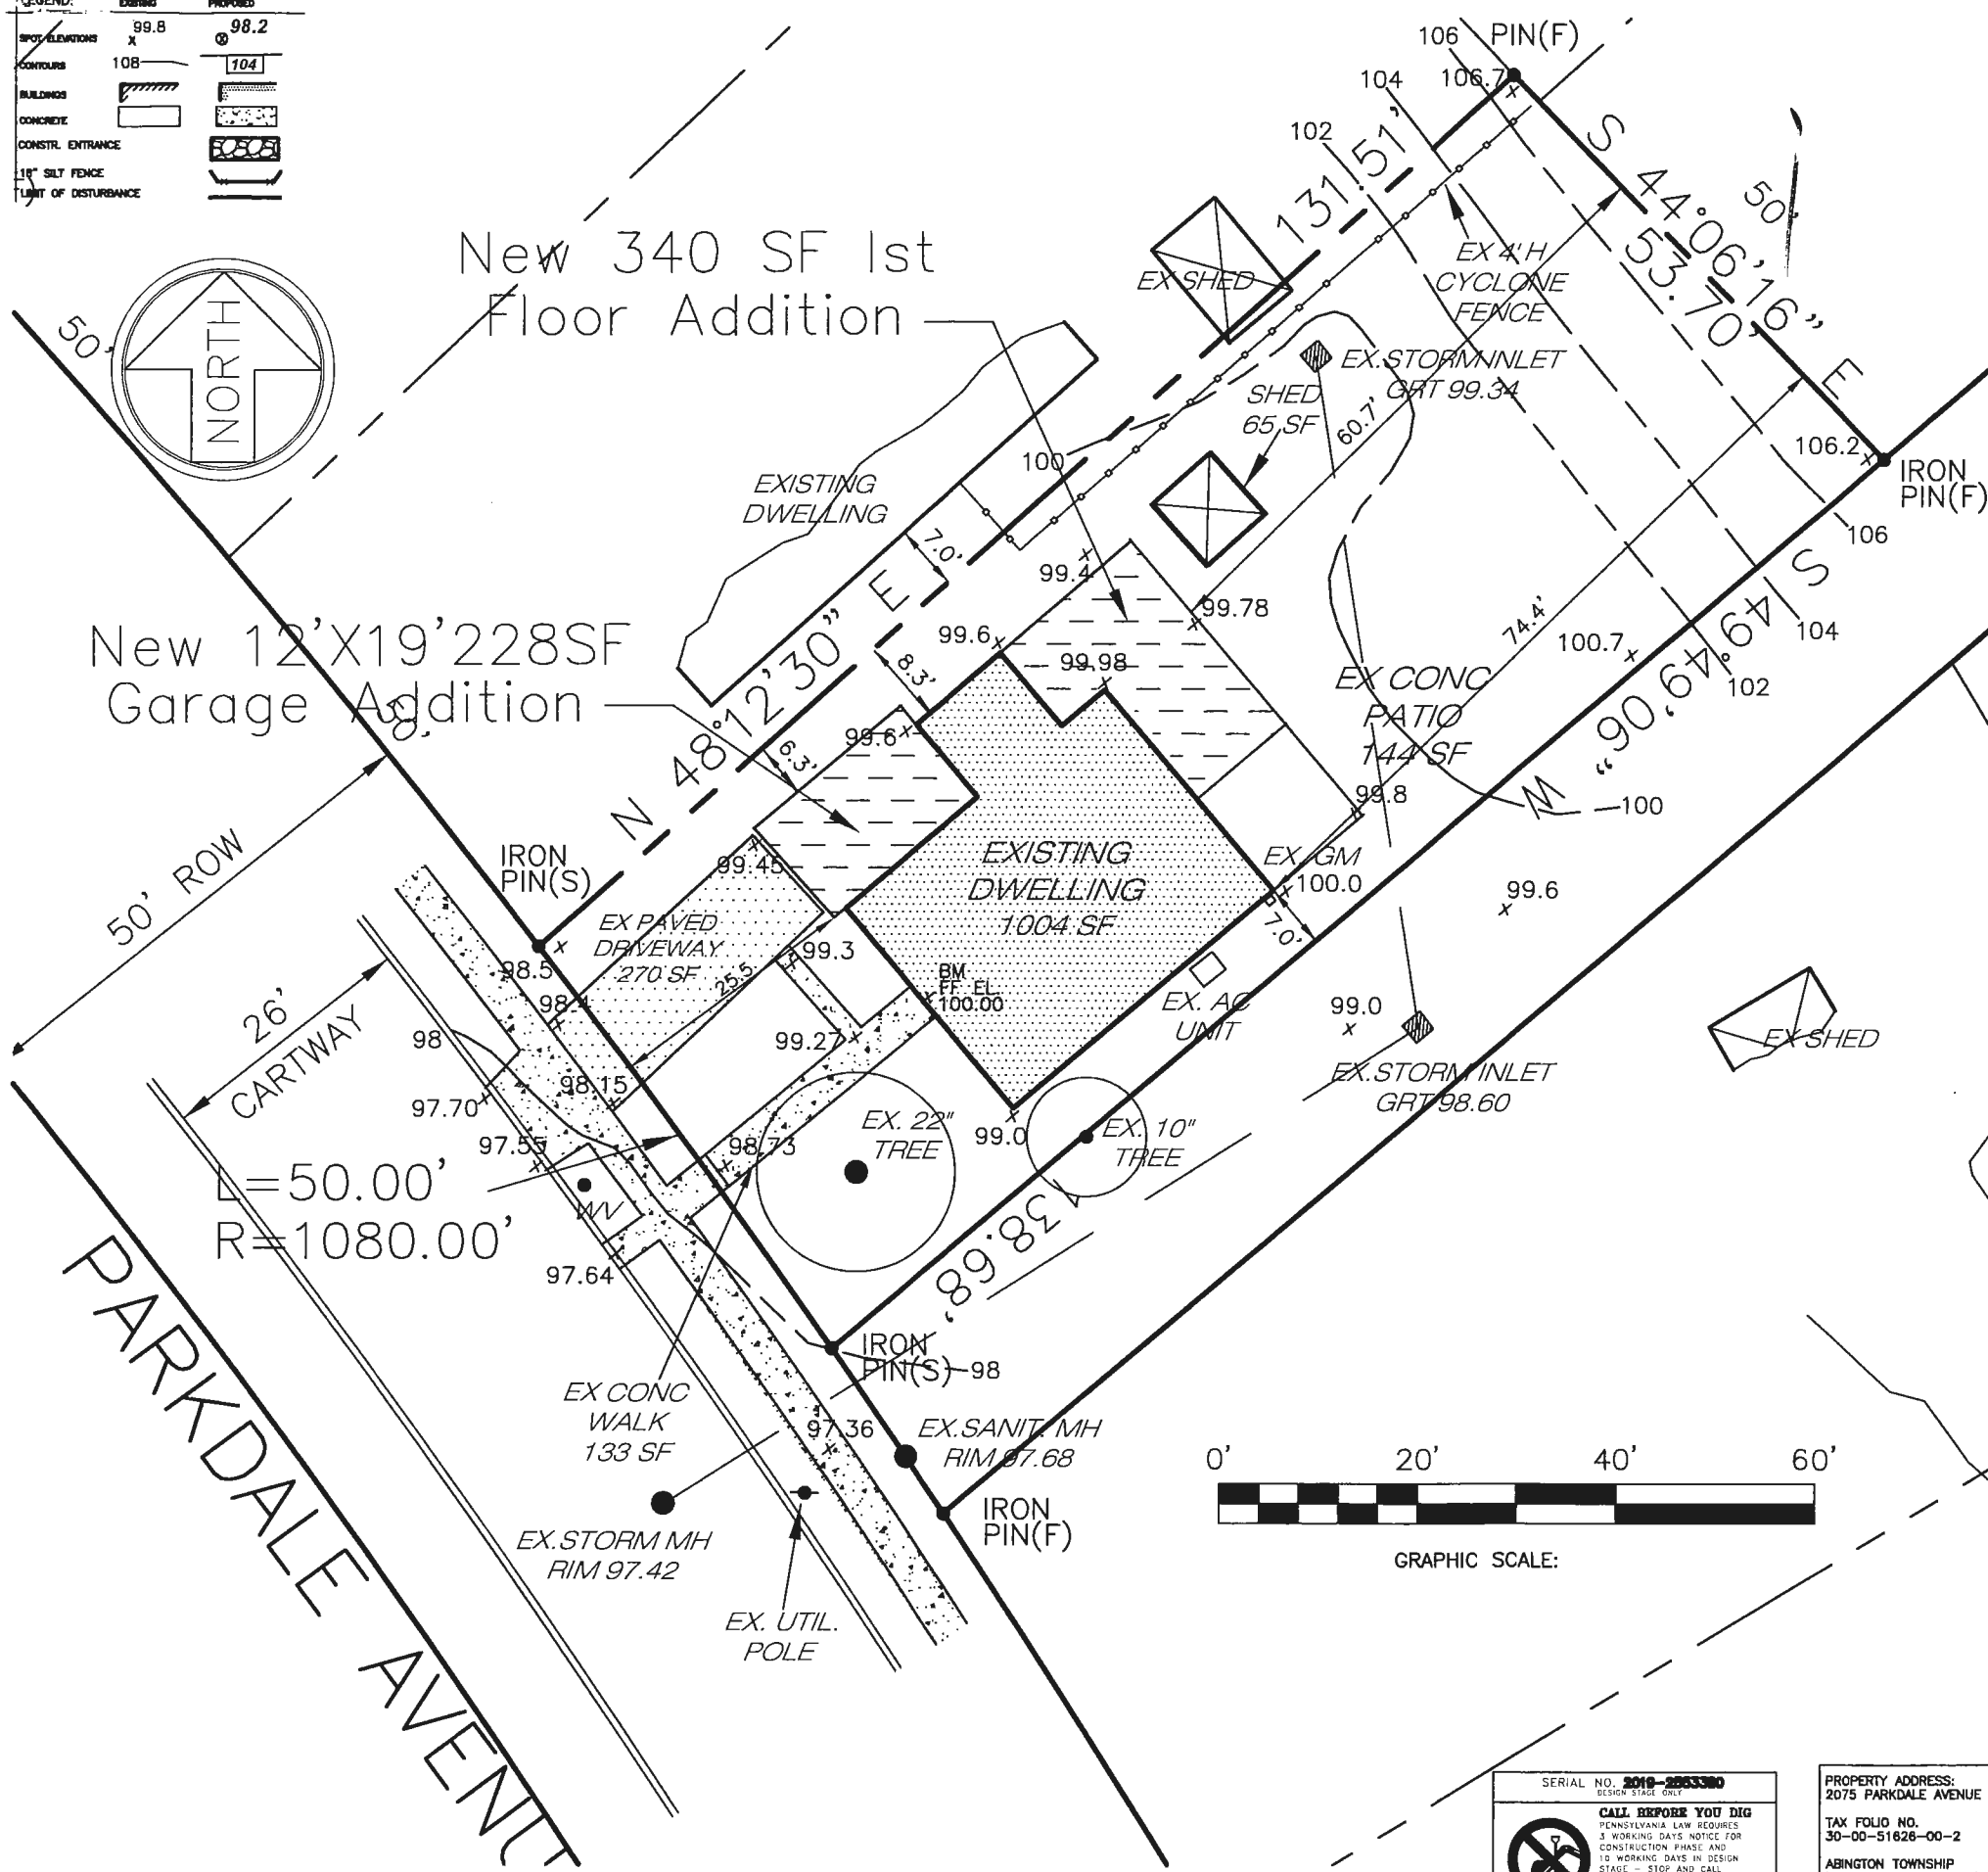 LEGEND:
EXISTING PROPOSED
SPOT ELEVATIONS 99.8 x 98.2
CONTOURS 108 104
BUILDINGS
CONCRETE
CONSTR. ENTRANCE
18" SILT FENCE
LIMIT OF DISTURBANCE
NORTH
New 340 SF 1st
Floor Addition
New 12'X19'228SF
Garage Addition
50'
50' ROW
26'
CARTWAY
PARKDALE AVENU
L=50.00'
R=1080.00'
N 48°12'30" E
131.51'
106
PIN(F)
104
106.7
102
S 44°06'16" E
53.70'
50'
EX SHED
EX 4' H
CYCLONE
FENCE
EX.STORM INLET
GRT 99.34
SHED
65 SF
60.7'
100
EXISTING
DWELLING
7.0'
99.4
99.78
99.6
99.98
8.3'
99.6
6.3'
106.2
IRON
PIN(F)
106
104
102
100.7
74.4'
S 49°49'06" W
100
EX CONC
PATIO
144 SF
99.8
EX. GM
100.0
7.0'
99.6
EXISTING
DWELLING
1004 SF
BM
FF EL
100.00
IRON
PIN(S)
99.45
EX PAVED
DRIVEWAY
270 SF
25.5
99.3
98.5
98.4
98
98.15
97.70
97.55
99.27
98.73
WV
97.64
EX. 22"
TREE
99.0
EX. 10"
TREE
EX. AC
UNIT
99.0
EX.STORM INLET
GRT 98.60
EX SHED
138.68'
IRON
PIN(S)
98
EX CONC
WALK
133 SF
97.36
EX.SANIT. MH
RIM 97.68
EX.STORM MH
RIM 97.42
EX. UTIL.
POLE
IRON
PIN(F)
0' 20' 40' 60'
GRAPHIC SCALE:
SERIAL NO.
DESIGN STAGE ONLY
CALL BEFORE YOU DIG
PENNSYLVANIA LAW REQUIRES
3 WORKING DAYS NOTICE FOR
CONSTRUCTION PHASE AND
10 WORKING DAYS IN DESIGN
STAGE - STOP AND CALL
PROPERTY ADDRESS:
2075 PARKDALE AVENUE
TAX FOLIO NO.
30-00-51626-00-2
ABINGTON TOWNSHIP